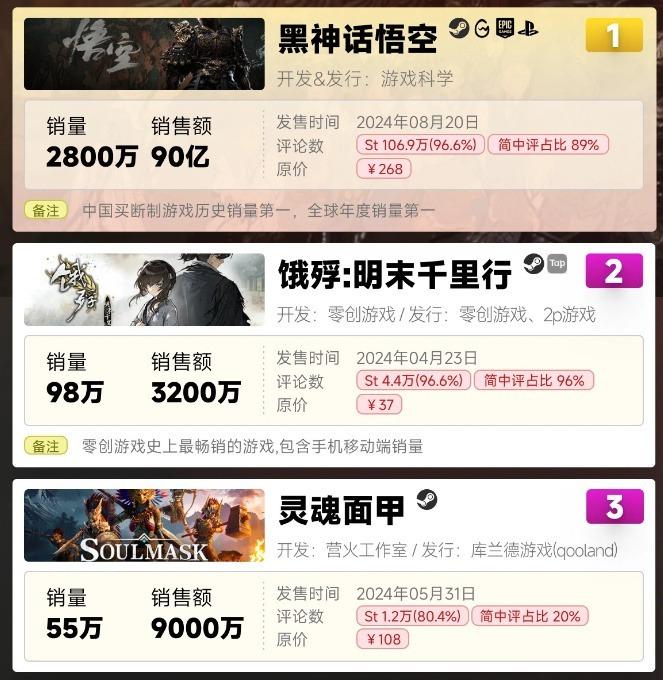 悟空
黑神话悟空
EPIC
GAMES
1
开发&发行：游戏科学
销量 销售额
2800万 90亿
发售时间 2024年08月20日
评论数 St 106.9万(96.6%) 简中评占比 89%
原价 ¥268
备注 中国买断制游戏历史销量第一，全球年度销量第一
饿殍
饿殍:明末千里行
Tap
2
开发：零创游戏 / 发行：零创游戏、2p游戏
销量 销售额
98万 3200万
发售时间 2024年04月23日
评论数 St 4.4万(96.6%) 简中评占比 96%
原价 ¥37
备注 零创游戏史上最畅销的游戏,包含手机移动端销量
SOULMASK
灵魂面甲
3
开发：营火工作室 / 发行：库兰德游戏(qooland)
销量 销售额
55万 9000万
发售时间 2024年05月31日
评论数 St 1.2万(80.4%) 简中评占比 20%
原价 ¥108